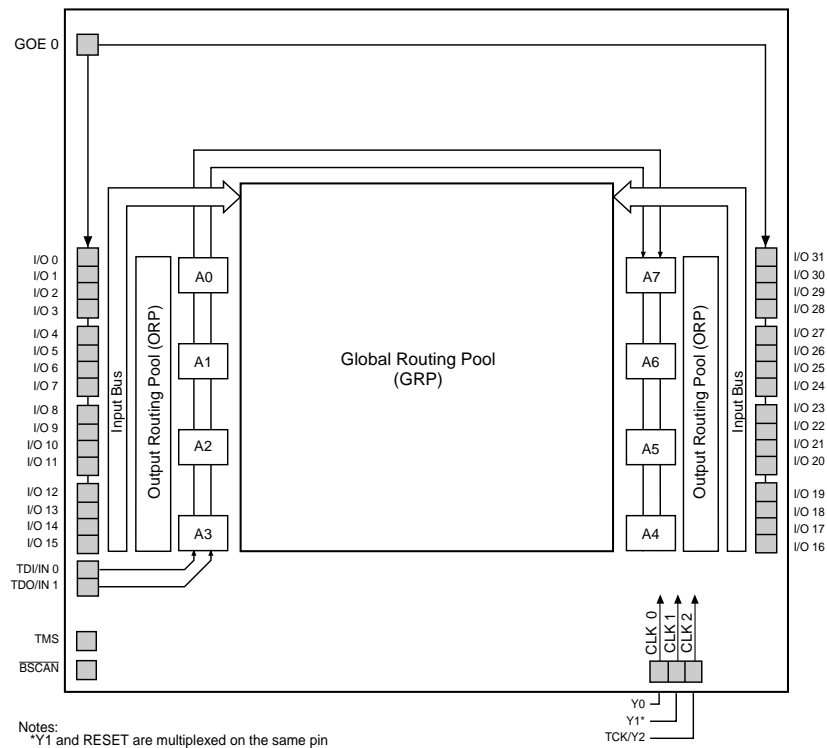 GOE 0
I/O 0
I/O 1
I/O 2
I/O 3
I/O 4
I/O 5
I/O 6
I/O 7
I/O 8
I/O 9
I/O 10
I/O 11
I/O 12
I/O 13
I/O 14
I/O 15
TDI/IN 0
TDO/IN 1
TMS
BSCAN
Input Bus
Output Routing Pool (ORP)
A0
A1
A2
A3
Global Routing Pool
(GRP)
A7
A6
A5
A4
Output Routing Pool (ORP)
Input Bus
I/O 31
I/O 30
I/O 29
I/O 28
I/O 27
I/O 26
I/O 25
I/O 24
I/O 23
I/O 22
I/O 21
I/O 20
I/O 19
I/O 18
I/O 17
I/O 16
CLK 0
CLK 1
CLK 2
Y0
Y1*
TCK/Y2
Notes:
*Y1 and RESET are multiplexed on the same pin